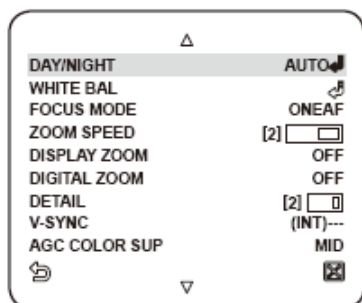 DAY/NIGHT AUTO
WHITE BAL
FOCUS MODE ONEAF
ZOOM SPEED [2]
DISPLAY ZOOM OFF
DIGITAL ZOOM OFF
DETAIL [2]
V-SYNC (INT)---
AGC COLOR SUP MID